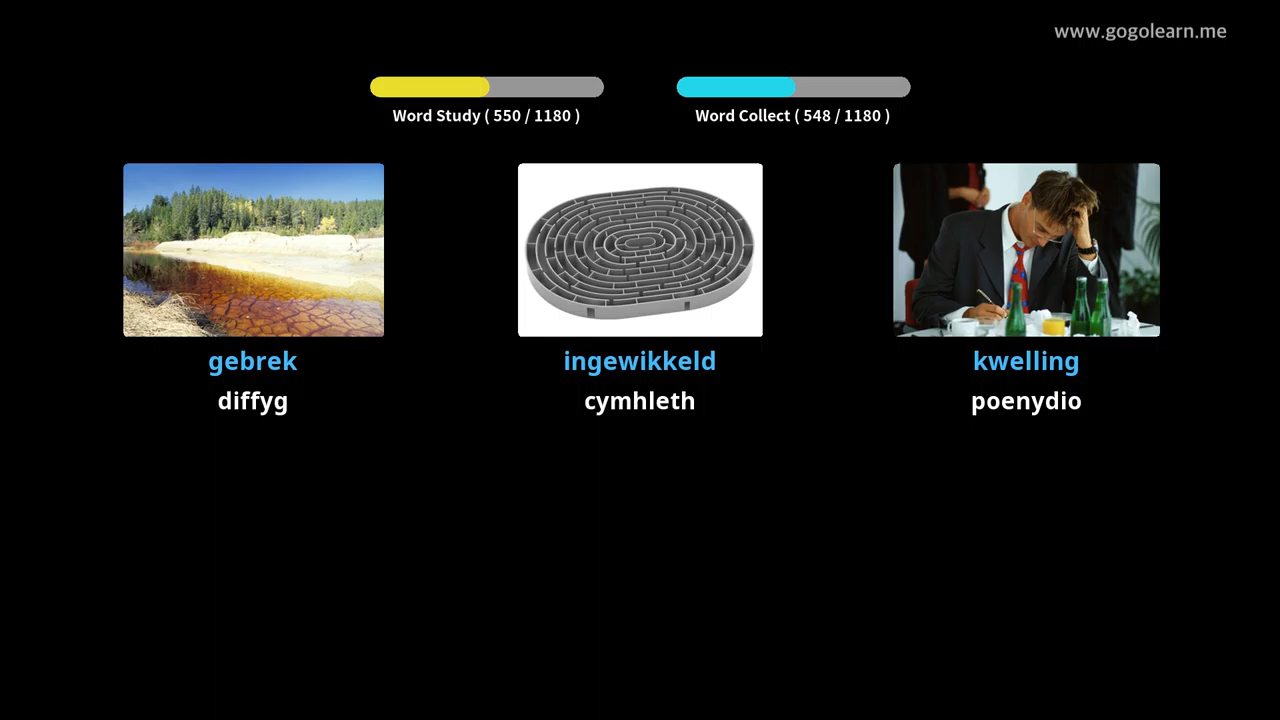 www.gogolearn.me
Word Study ( 550 / 1180 )
Word Collect ( 548 / 1180 )
gebrek
diffyg
ingewikkeld
cymhleth
kwelling
poenydio